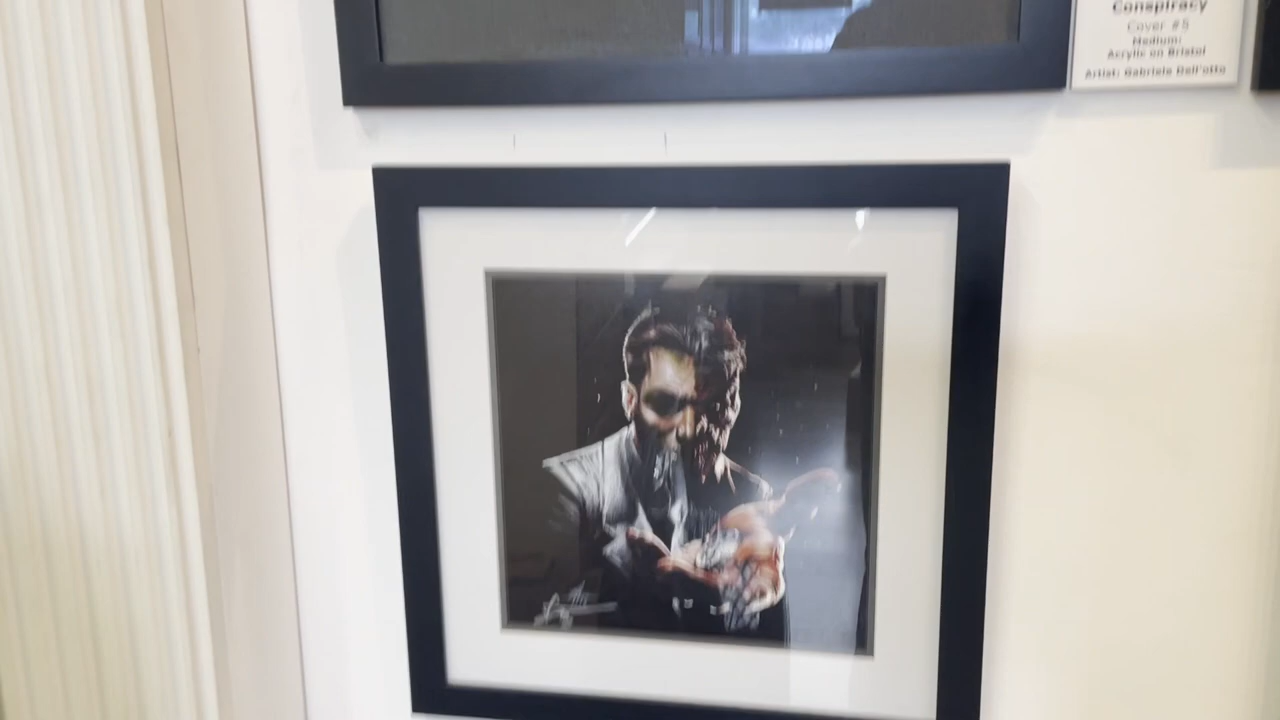 Conspiracy
Cover #5
Medium:
Acrylic on Bristol
Artist: Gabriele Dell'otto